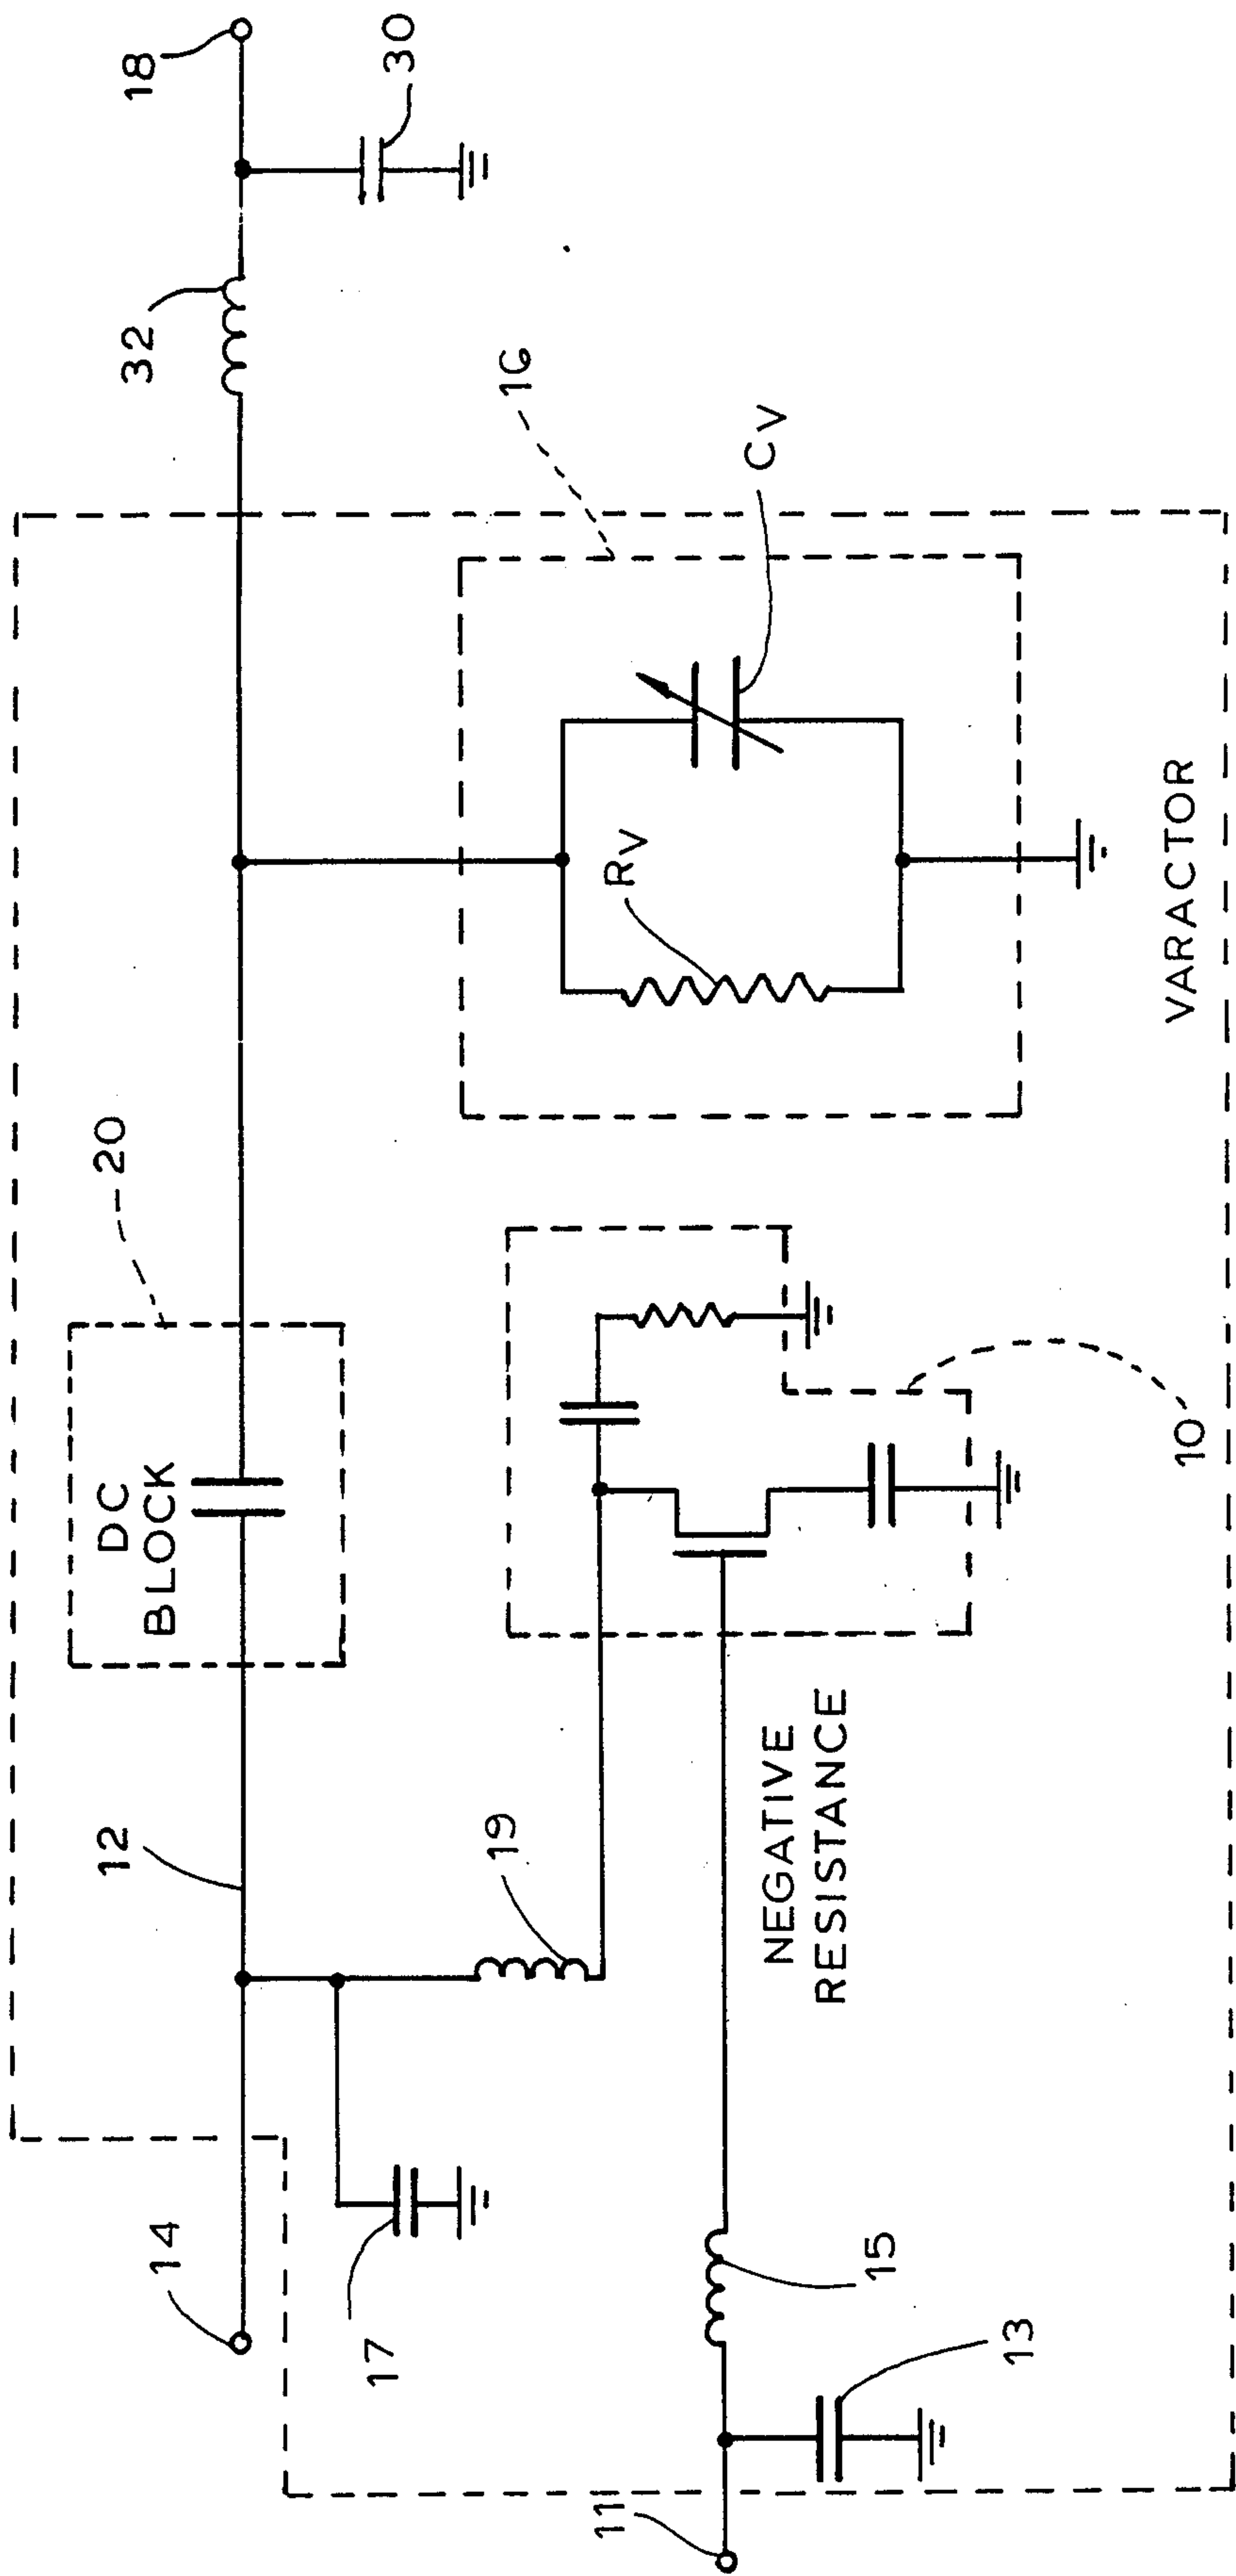 14
12
DC
BLOCK
20
32
18
17
19
30
16
RV
CV
NEGATIVE
RESISTANCE
10
VARACTOR
11
15
13